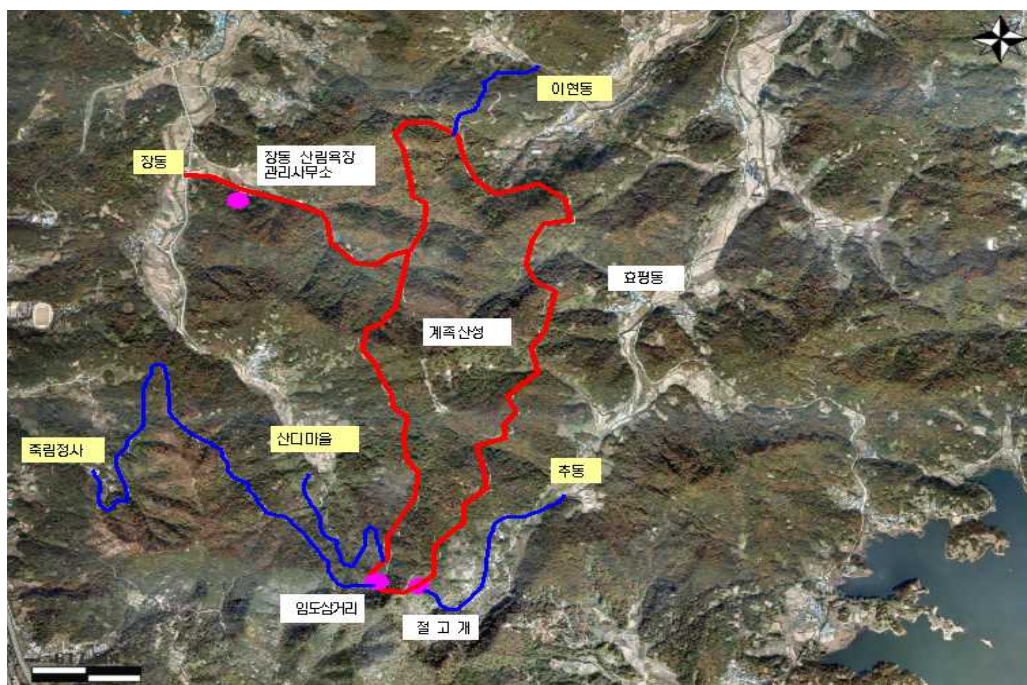 이현동
장동 산림욕장
관리사무소
장동
효평동
계족산성
죽림정사
산디마을
추동
임도삼거리
절 고 개